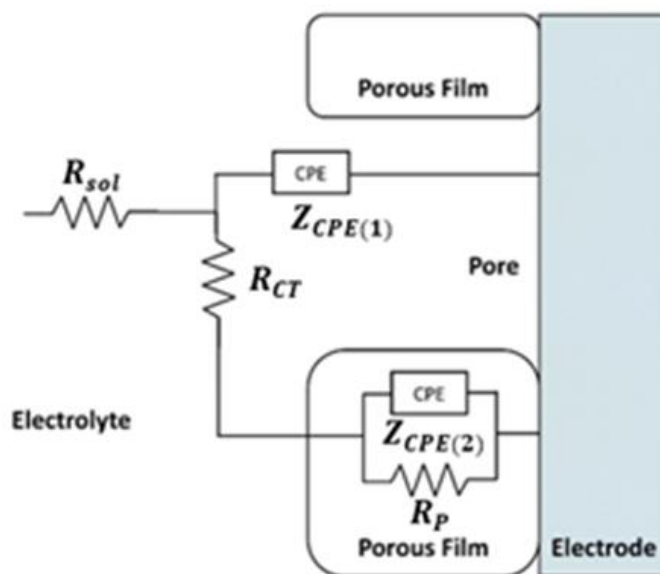 Porous Film
R_sol
CPE
Z_CPE(1)
Pore
R_CT
CPE
Electrolyte
Z_CPE(2)
R_P
Porous Film
Electrode